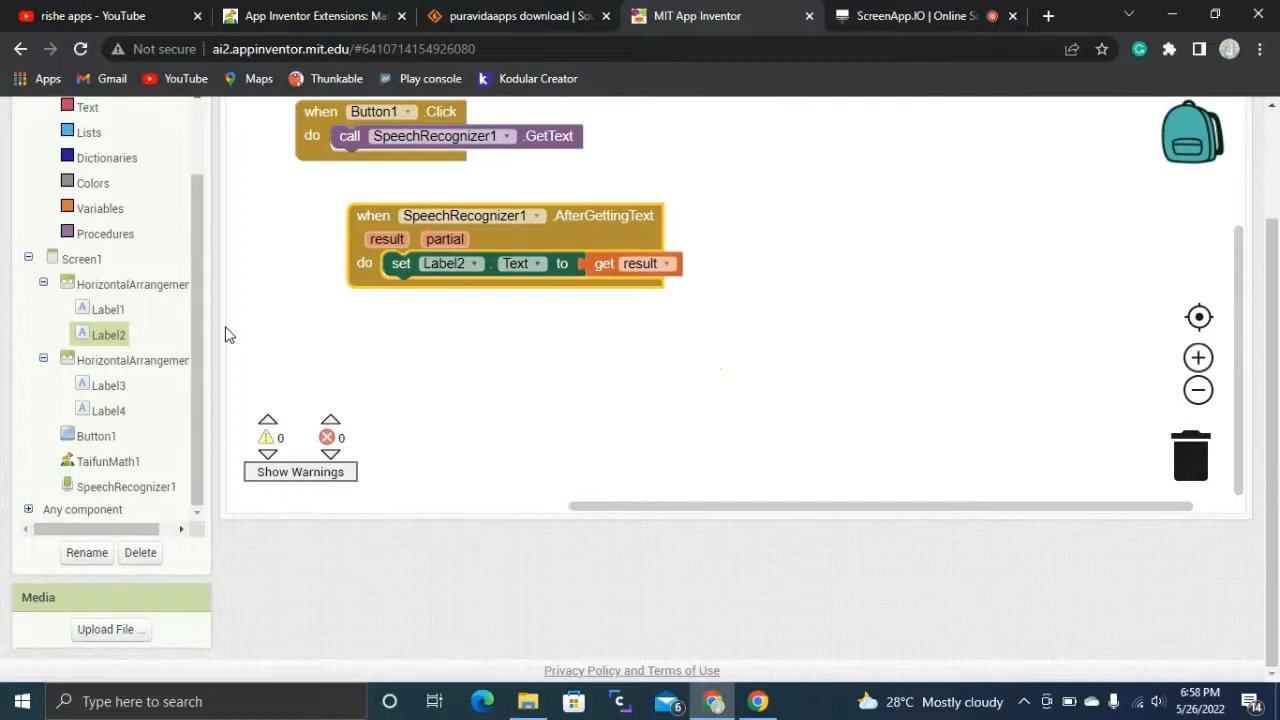 rishe apps - YouTube
App Inventor Extensions: Ma
puravidaapps download | So
MIT App Inventor
ScreenApp.IO | Online S
Not secure
ai2.appinventor.mit.edu/#6410714154926080
Apps
Gmail
YouTube
Maps
Thunkable
Play console
Kodular Creator
Text
Lists
Dictionaries
Colors
Variables
Procedures
Screen1
HorizontalArrangemer
Label1
Label2
HorizontalArrangemer
Label3
Label4
Button1
TaifunMath1
SpeechRecognizer1
Any component
Rename Delete
Media
Upload File ...
when Button1 .Click
do call SpeechRecognizer1 .GetText
when SpeechRecognizer1 .AfterGettingText
result partial
do set Label2 . Text to get result
0 0
Show Warnings
Privacy Policy and Terms of Use
Type here to search
6
28°C Mostly cloudy
6:58 PM
5/26/2022
14